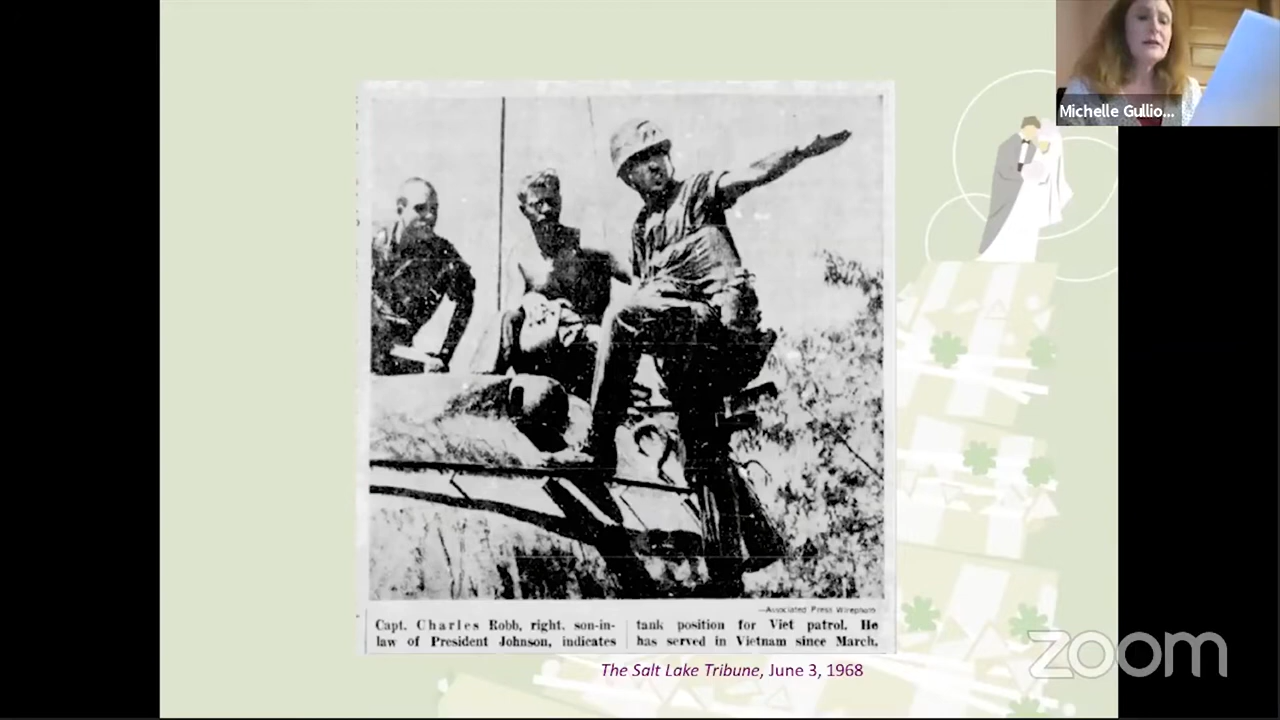 Michelle Gullio...
—Associated Press Wirephoto
Capt. Charles Robb, right, son-in-
law of President Johnson, indicates
tank position for Viet patrol. He
has served in Vietnam since March.
The Salt Lake Tribune, June 3, 1968
zoom